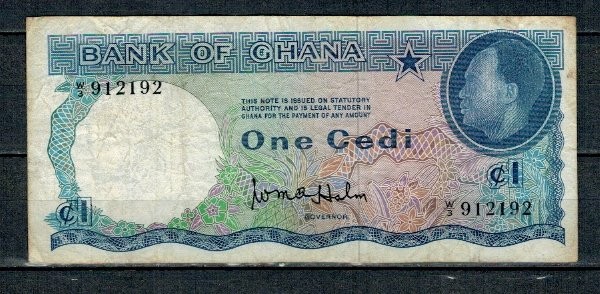 BANK OF GHANA
W/3 912192
THIS NOTE IS ISSUED ON STATUTORY
AUTHORITY AND IS LEGAL TENDER IN
GHANA FOR THE PAYMENT OF ANY AMOUNT
One Cedi
₵1
GOVERNOR
₵1
W/3 912192